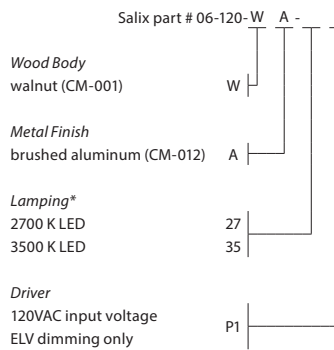 Salix part # 06-120-W A -
Wood Body
walnut (CM-001) W
Metal Finish
brushed aluminum (CM-012) A
Lamping*
2700 K LED 27
3500 K LED 35
Driver
120VAC input voltage
ELV dimming only P1